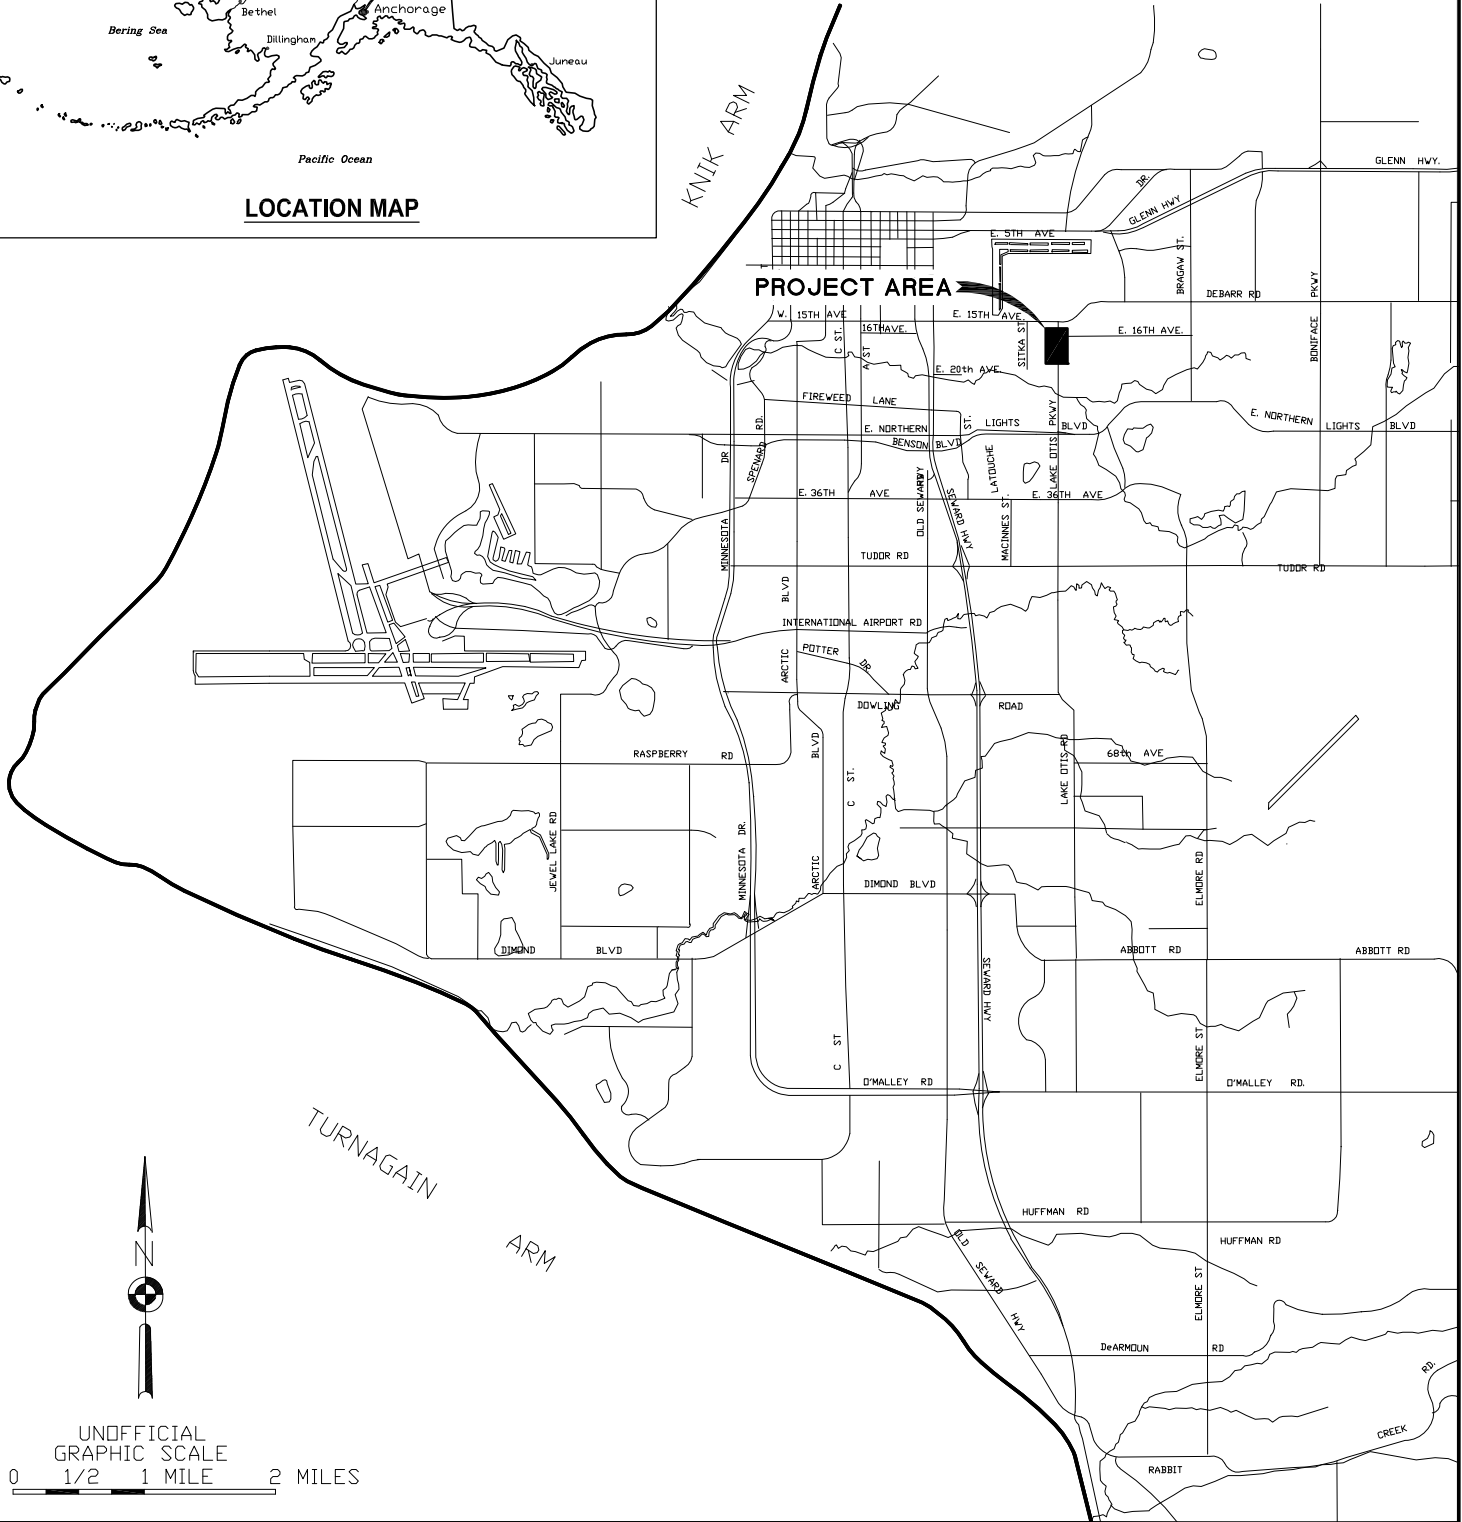 Bethel
Anchorage
Bering Sea
Dillingham
Juneau
Pacific Ocean
LOCATION MAP
KNIK ARM
GLENN HWY.
DR.
GLENN HWY
E. 5TH AVE
BRAGAW ST.
BONIFACE PKWY
DEBARR RD
PROJECT AREA
W. 15TH AVE
E. 15TH AVE.
C ST.
16THAVE.
A ST
SITKA ST.
E. 16TH AVE.
E. 20th AVE.
FIREWEED LANE
SPENARD RD.
E. NORTHERN LIGHTS BLVD
ST.
LAKE OTIS PKWY
E. NORTHERN LIGHTS BLVD
BENSON BLVD
LATOUCHE
MINNESOTA DR
E. 36TH AVE
OLD SEWARD HWY
SEWARD HWY
MACINNES ST.
E. 36TH AVE
TUDOR RD
TUDOR RD
ARCTIC BLVD
INTERNATIONAL AIRPORT RD
POTTER DR
DOWLING ROAD
RASPBERRY RD
ARCTIC BLVD
C ST.
LAKE OTIS RD
68th AVE
JEWEL LAKE RD
MINNESOTA DR.
DIMOND BLVD
ELMORE RD
DIMOND BLVD
ABBOTT RD
ABBOTT RD
SEWARD HWY
C ST
ELMORE ST
O'MALLEY RD
O'MALLEY RD.
TURNAGAIN ARM
HUFFMAN RD
HUFFMAN RD
OLD SEWARD HWY
ELMORE ST
DeARMOUN RD
RABBIT CREEK RD.
N
UNOFFICIAL
GRAPHIC SCALE
0 1/2 1 MILE 2 MILES